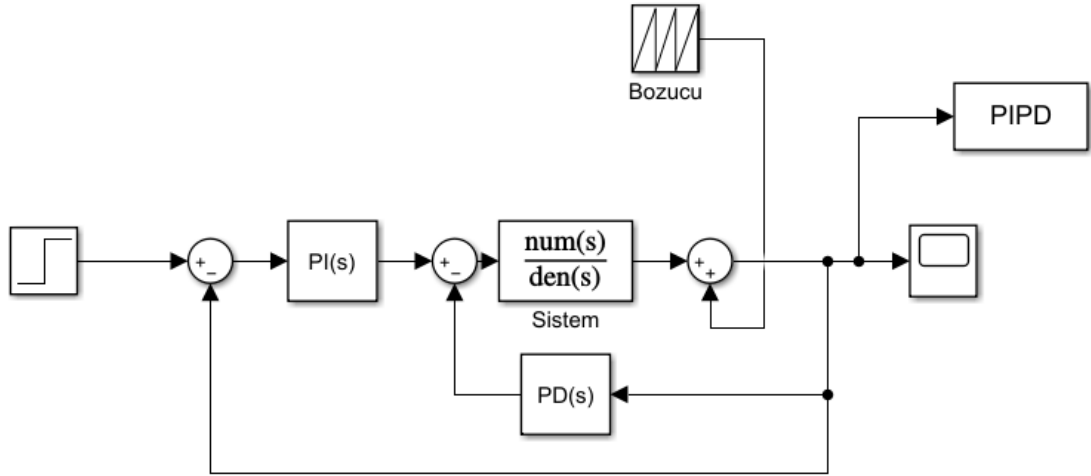 Bozucu
PIPD
+
−
PI(s)
+
−
num(s)
den(s)
Sistem
+
+
PD(s)